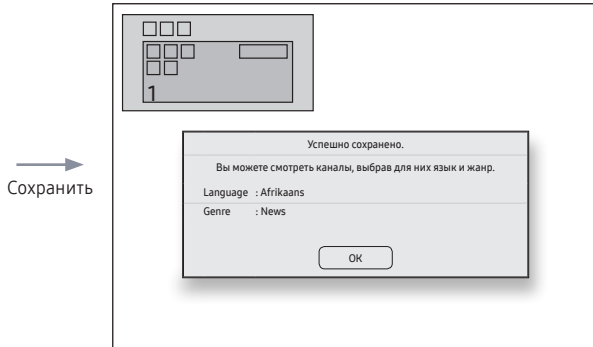 1
Сохранить
Успешно сохранено.
Вы можете смотреть каналы, выбрав для них язык и жанр.
Language : Afrikaans
Genre : News
OK